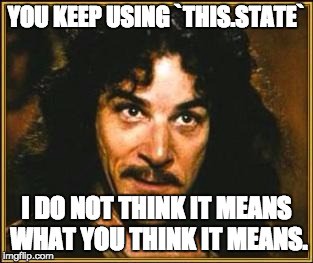 YOU KEEP USING `THIS.STATE`
I DO NOT THINK IT MEANS
WHAT YOU THINK IT MEANS.
imgflip.com